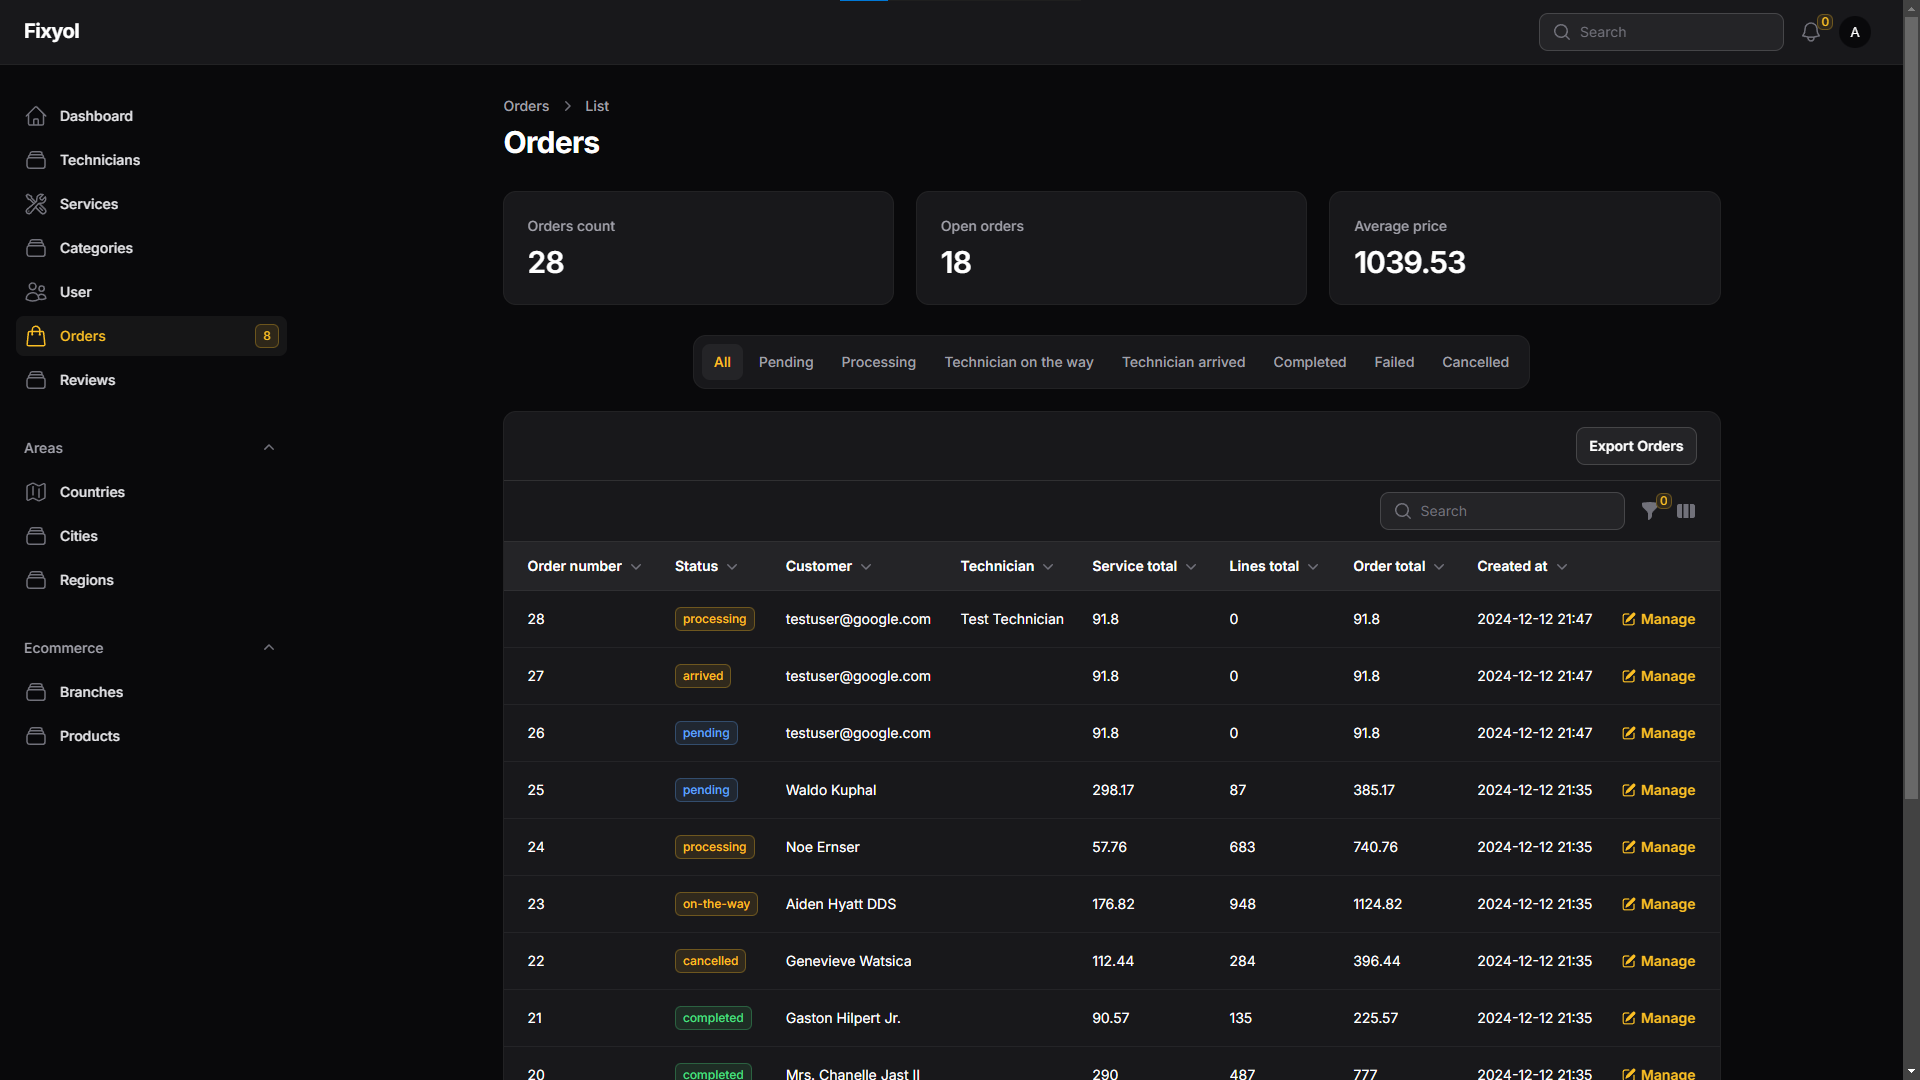 Fixyol
Search
0
A
Dashboard
Technicians
Services
Categories
User
Orders 8
Reviews
Areas
Countries
Cities
Regions
Ecommerce
Branches
Products
Orders > List
Orders
Orders count
28
Open orders
18
Average price
1039.53
All Pending Processing Technician on the way Technician arrived Completed Failed Cancelled
Export Orders
Search 0
Order number Status Customer Technician Service total Lines total Order total Created at
28 processing testuser@google.com Test Technician 91.8 0 91.8 2024-12-12 21:47 Manage
27 arrived testuser@google.com 91.8 0 91.8 2024-12-12 21:47 Manage
26 pending testuser@google.com 91.8 0 91.8 2024-12-12 21:47 Manage
25 pending Waldo Kuphal 298.17 87 385.17 2024-12-12 21:35 Manage
24 processing Noe Ernser 57.76 683 740.76 2024-12-12 21:35 Manage
23 on-the-way Aiden Hyatt DDS 176.82 948 1124.82 2024-12-12 21:35 Manage
22 cancelled Genevieve Watsica 112.44 284 396.44 2024-12-12 21:35 Manage
21 completed Gaston Hilpert Jr. 90.57 135 225.57 2024-12-12 21:35 Manage
20 completed Mrs. Chanelle Jast II 290 487 777 2024-12-12 21:35 Manage